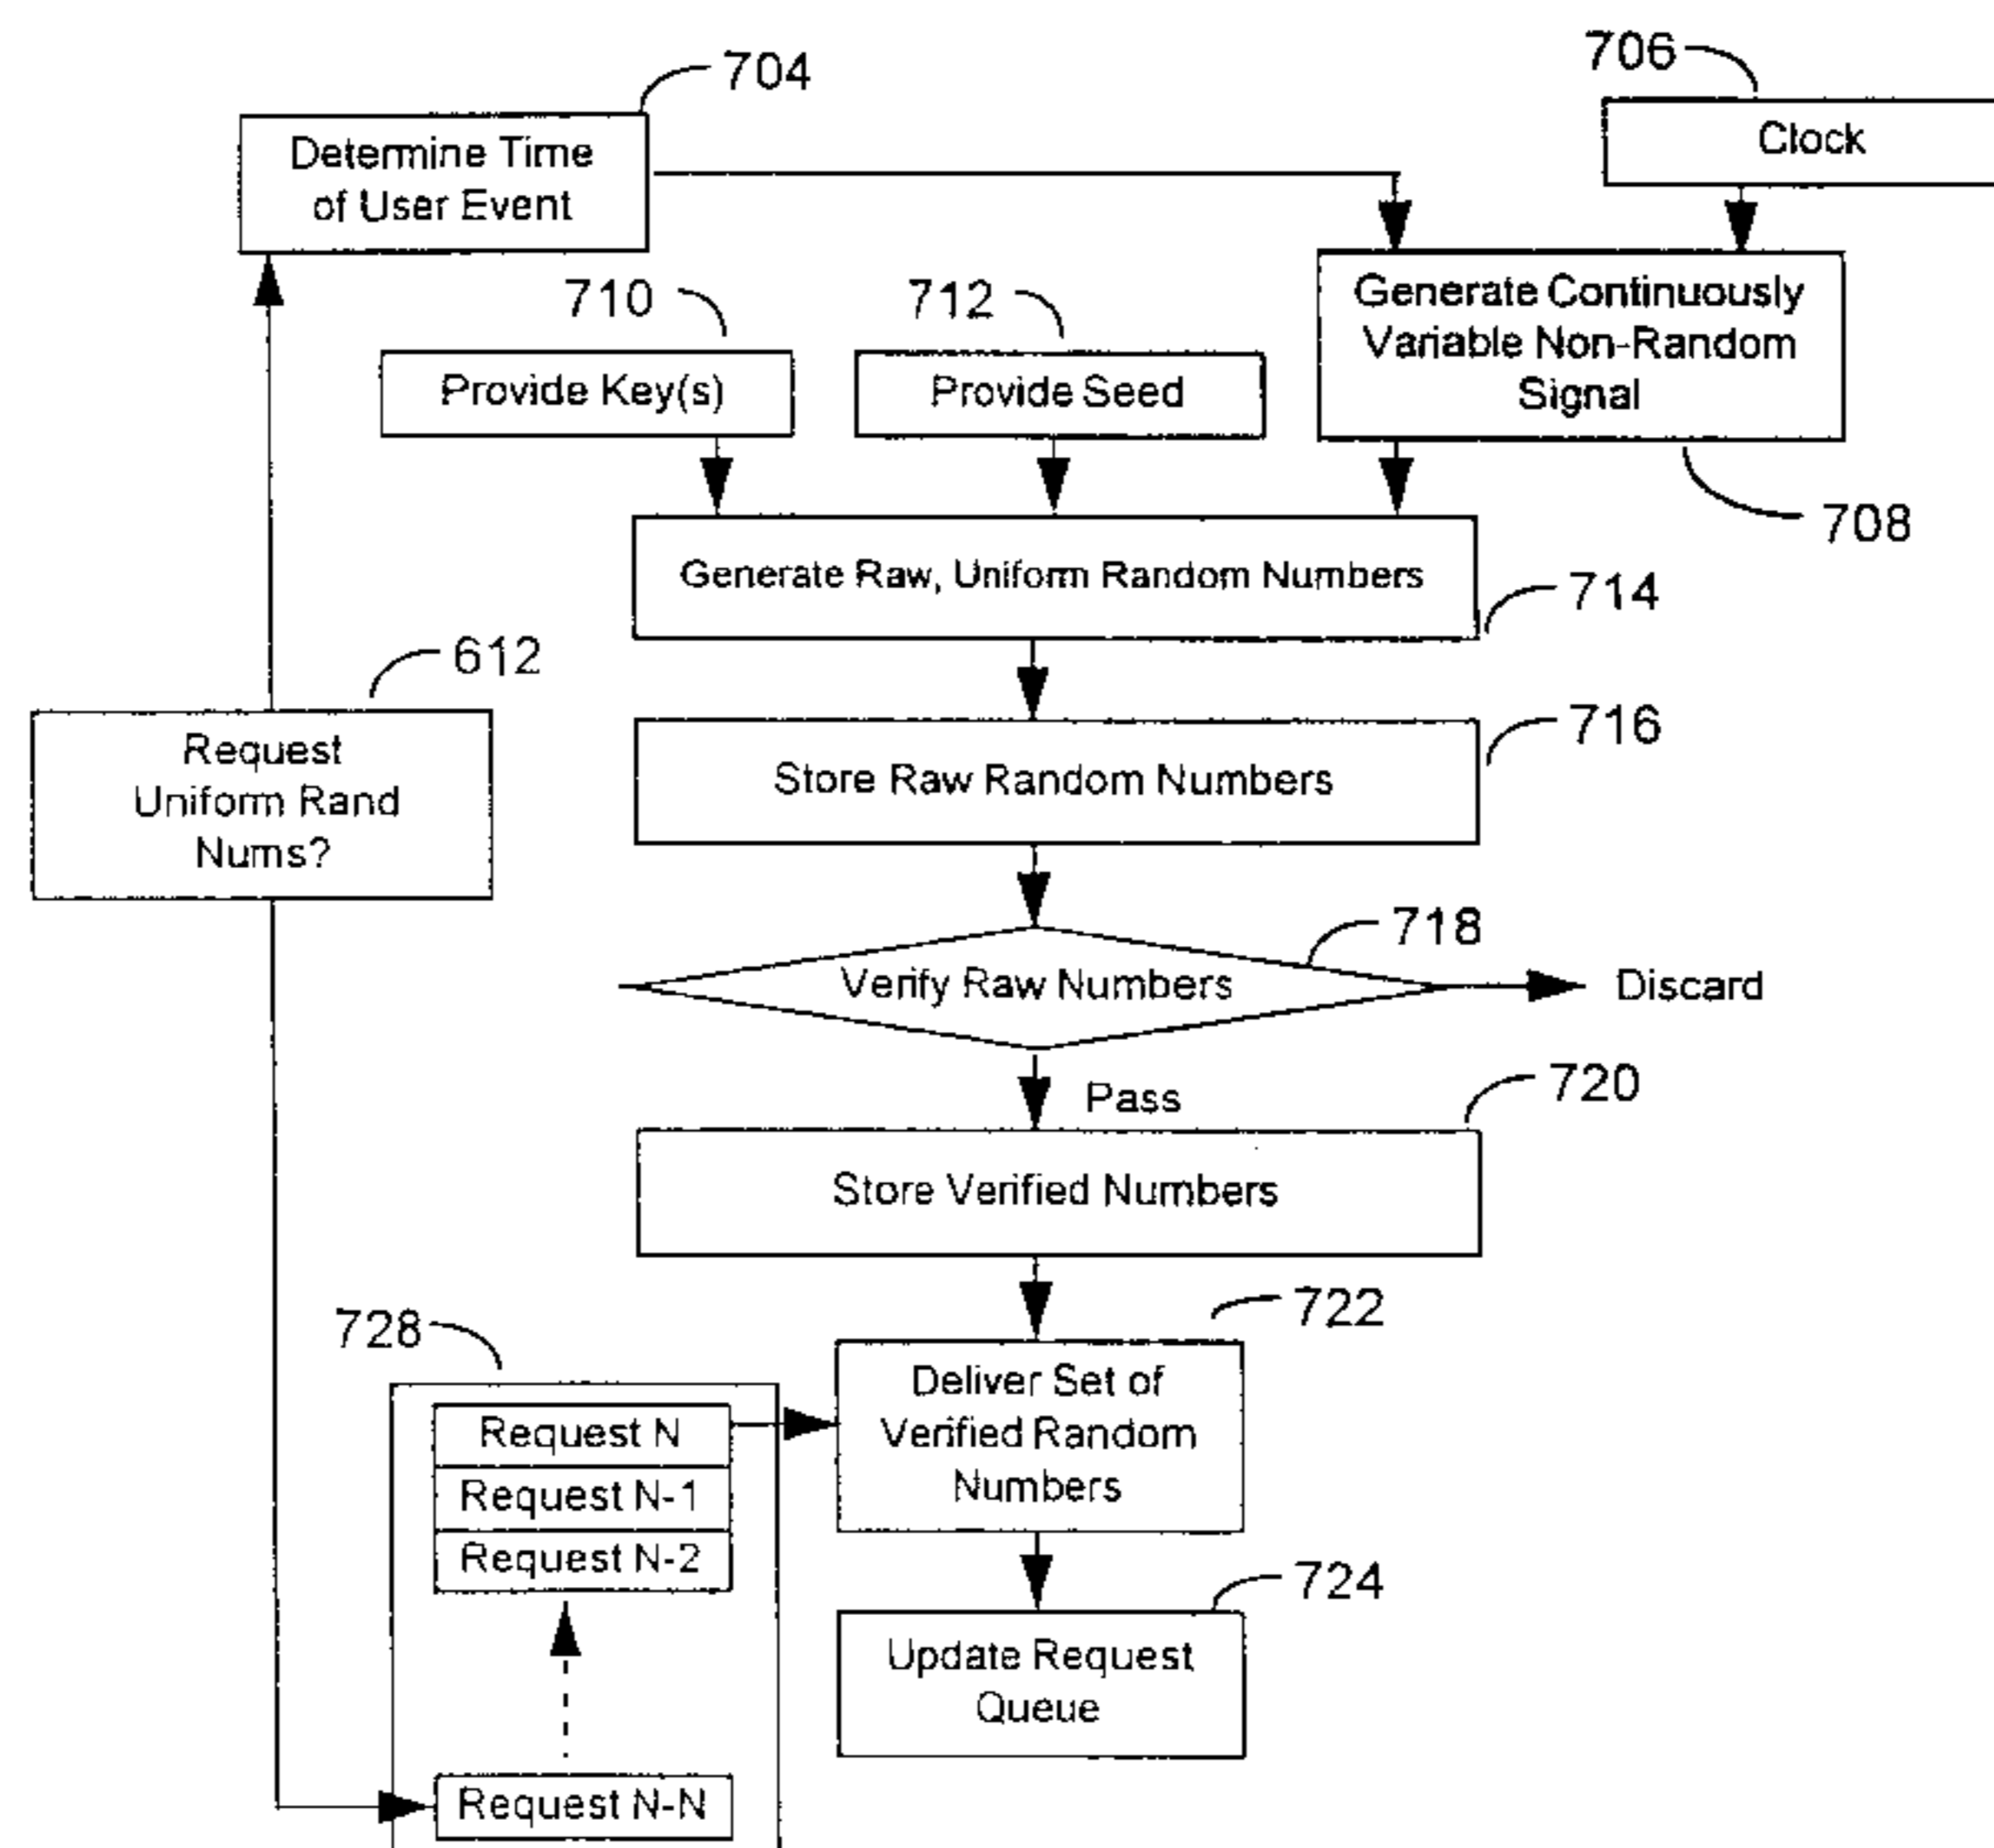 704
706
Determine Time
of User Event
Clock
710
712
Generate Continuously
Variable Non-Random
Signal
Provide Key(s)
Provide Seed
708
Generate Raw, Uniform Random Numbers
714
612
Request
Uniform Rand
Nums?
716
Store Raw Random Numbers
718
Verify Raw Numbers
Discard
Pass
720
Store Verified Numbers
722
728
Deliver Set of
Verified Random
Numbers
Request N
Request N-1
Request N-2
724
Update Request
Queue
Request N-N